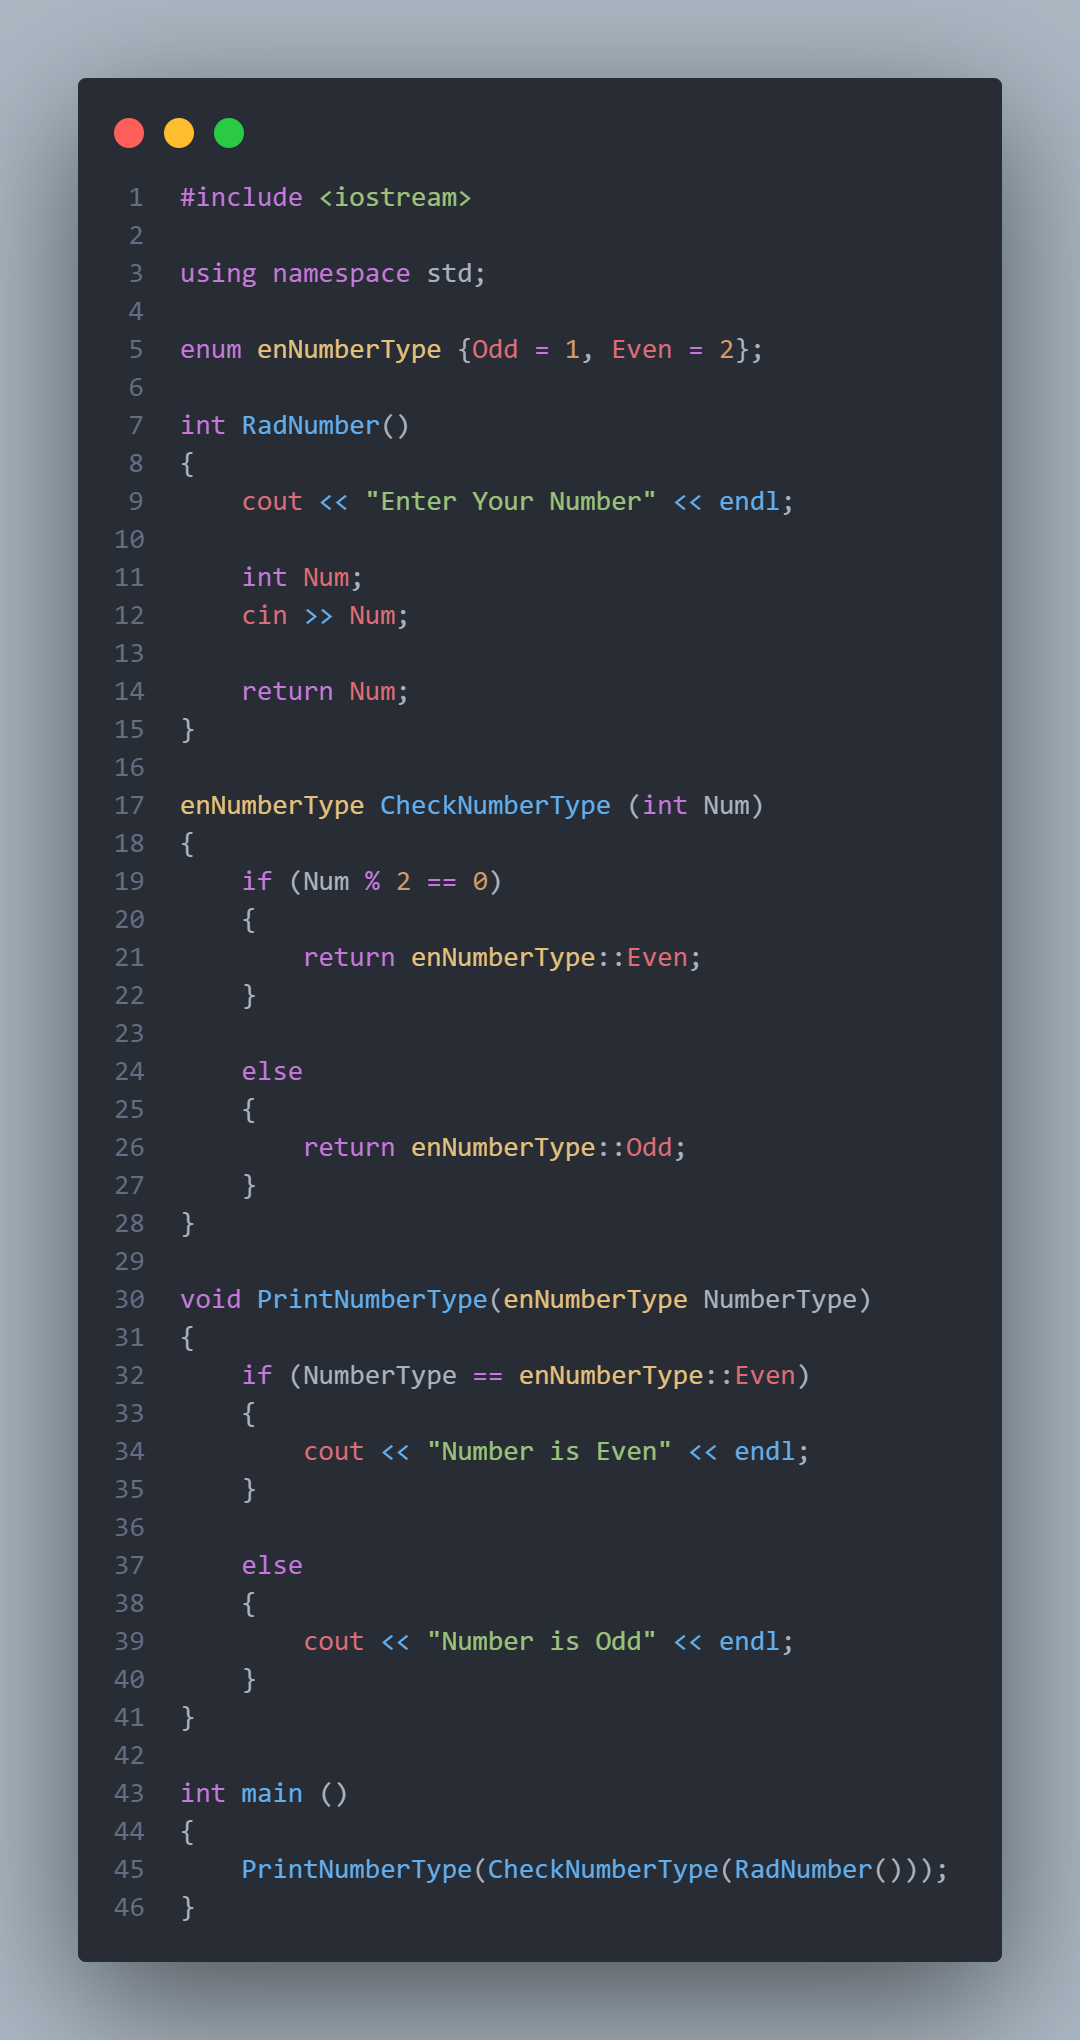 1 #include <iostream>
2
3 using namespace std;
4
5 enum enNumberType {Odd = 1, Even = 2};
6
7 int RadNumber()
8 {
9     cout << "Enter Your Number" << endl;
10
11     int Num;
12     cin >> Num;
13
14     return Num;
15 }
16
17 enNumberType CheckNumberType (int Num)
18 {
19     if (Num % 2 == 0)
20     {
21         return enNumberType::Even;
22     }
23
24     else
25     {
26         return enNumberType::Odd;
27     }
28 }
29
30 void PrintNumberType(enNumberType NumberType)
31 {
32     if (NumberType == enNumberType::Even)
33     {
34         cout << "Number is Even" << endl;
35     }
36
37     else
38     {
39         cout << "Number is Odd" << endl;
40     }
41 }
42
43 int main ()
44 {
45     PrintNumberType(CheckNumberType(RadNumber()));
46 }